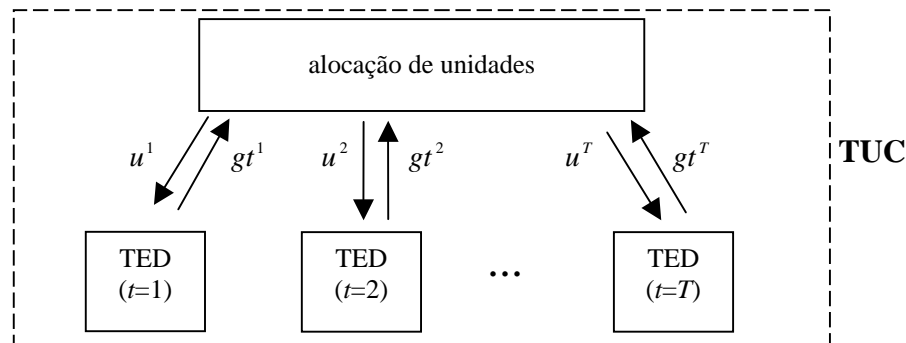 alocação de unidades
u¹ gt¹ u² gt² uᵀ gtᵀ
TUC
TED TED TED
(t=1) (t=2) ... (t=T)